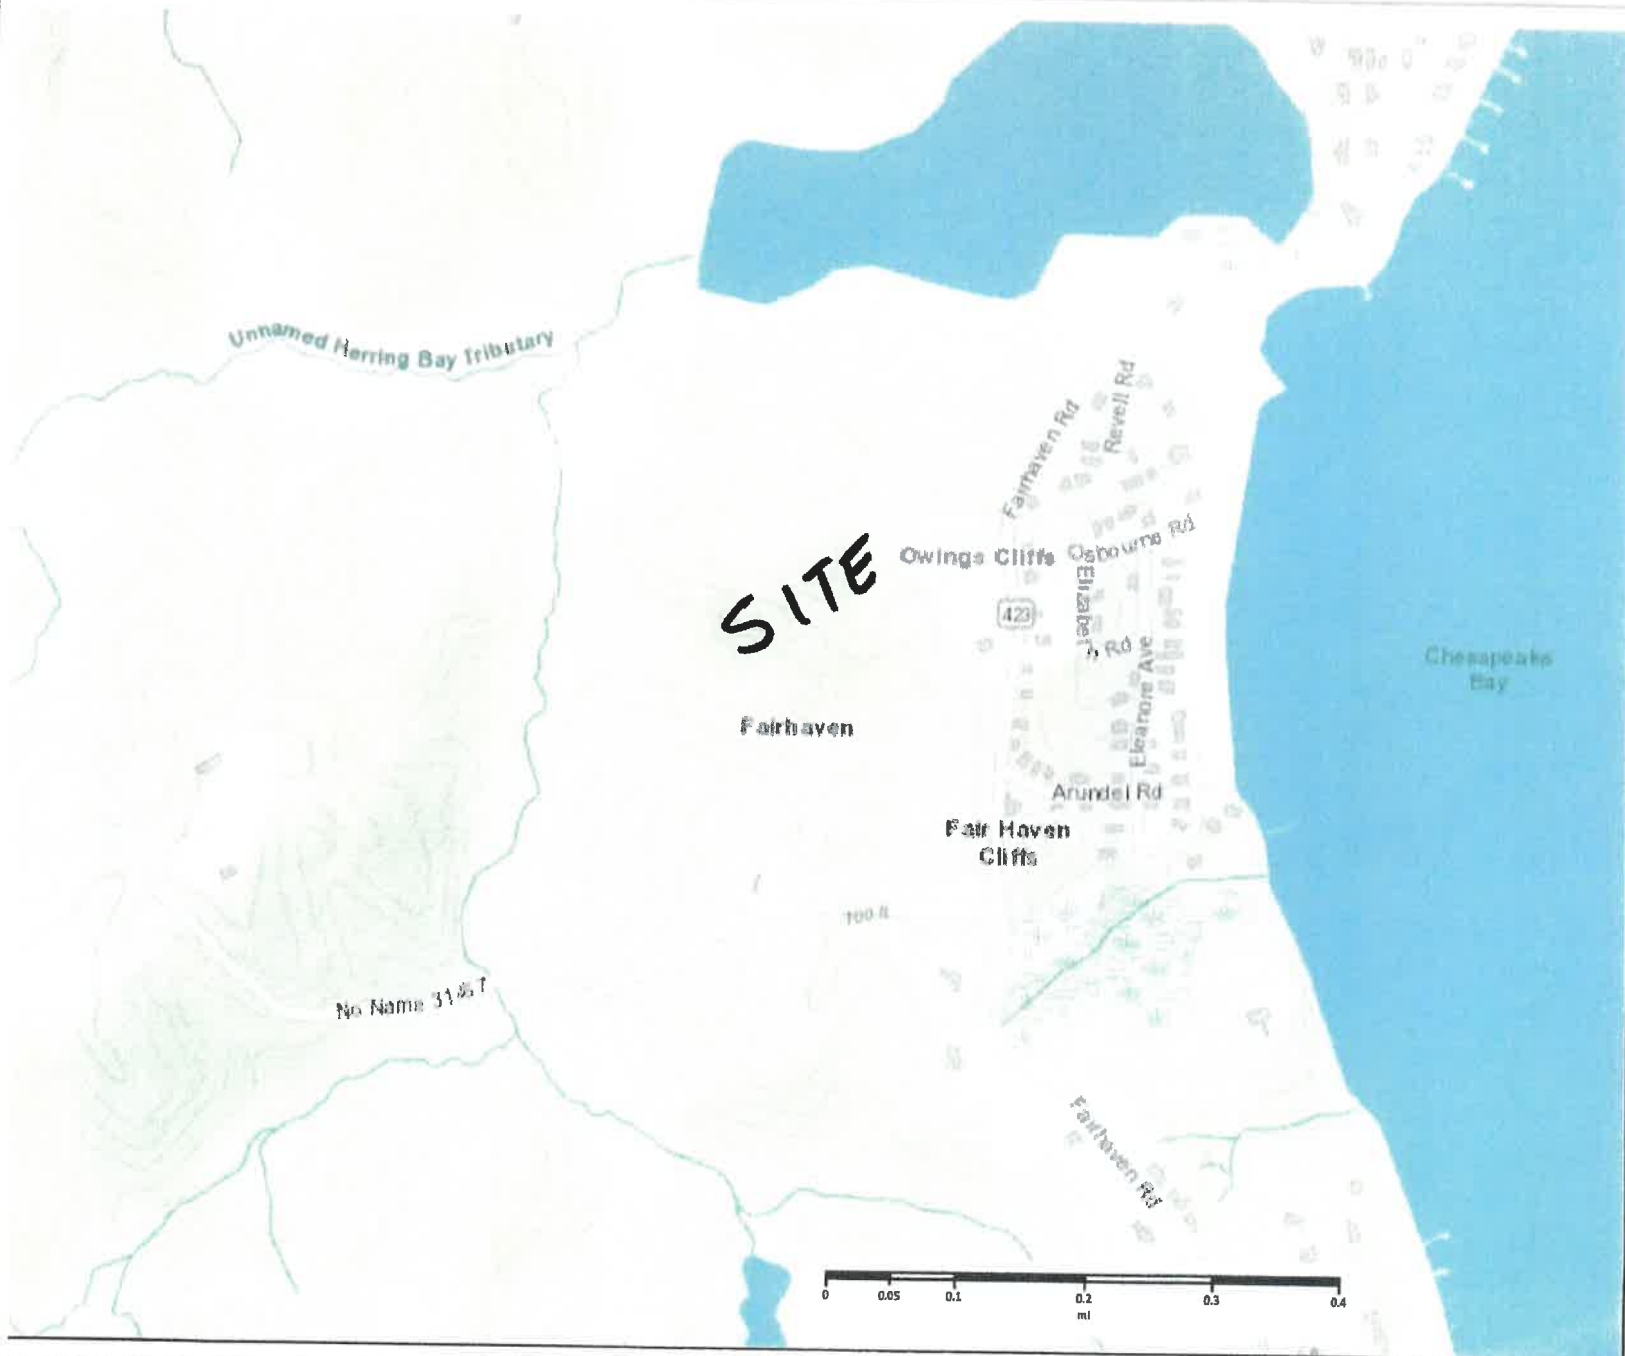 Unnamed Herring Bay Tributary
Revell Rd
Fairhaven Rd
SITE
Owings Cliffs
Osbourne Rd
423
Elizabeth Rd
Eleanore Ave
Chesapeake
Bay
Fairhaven
Arundel Rd
Fair Haven
Cliffs
100 ft
No Name
Fairhaven Rd
0 0.05 0.1 0.2 0.3 0.4
mi